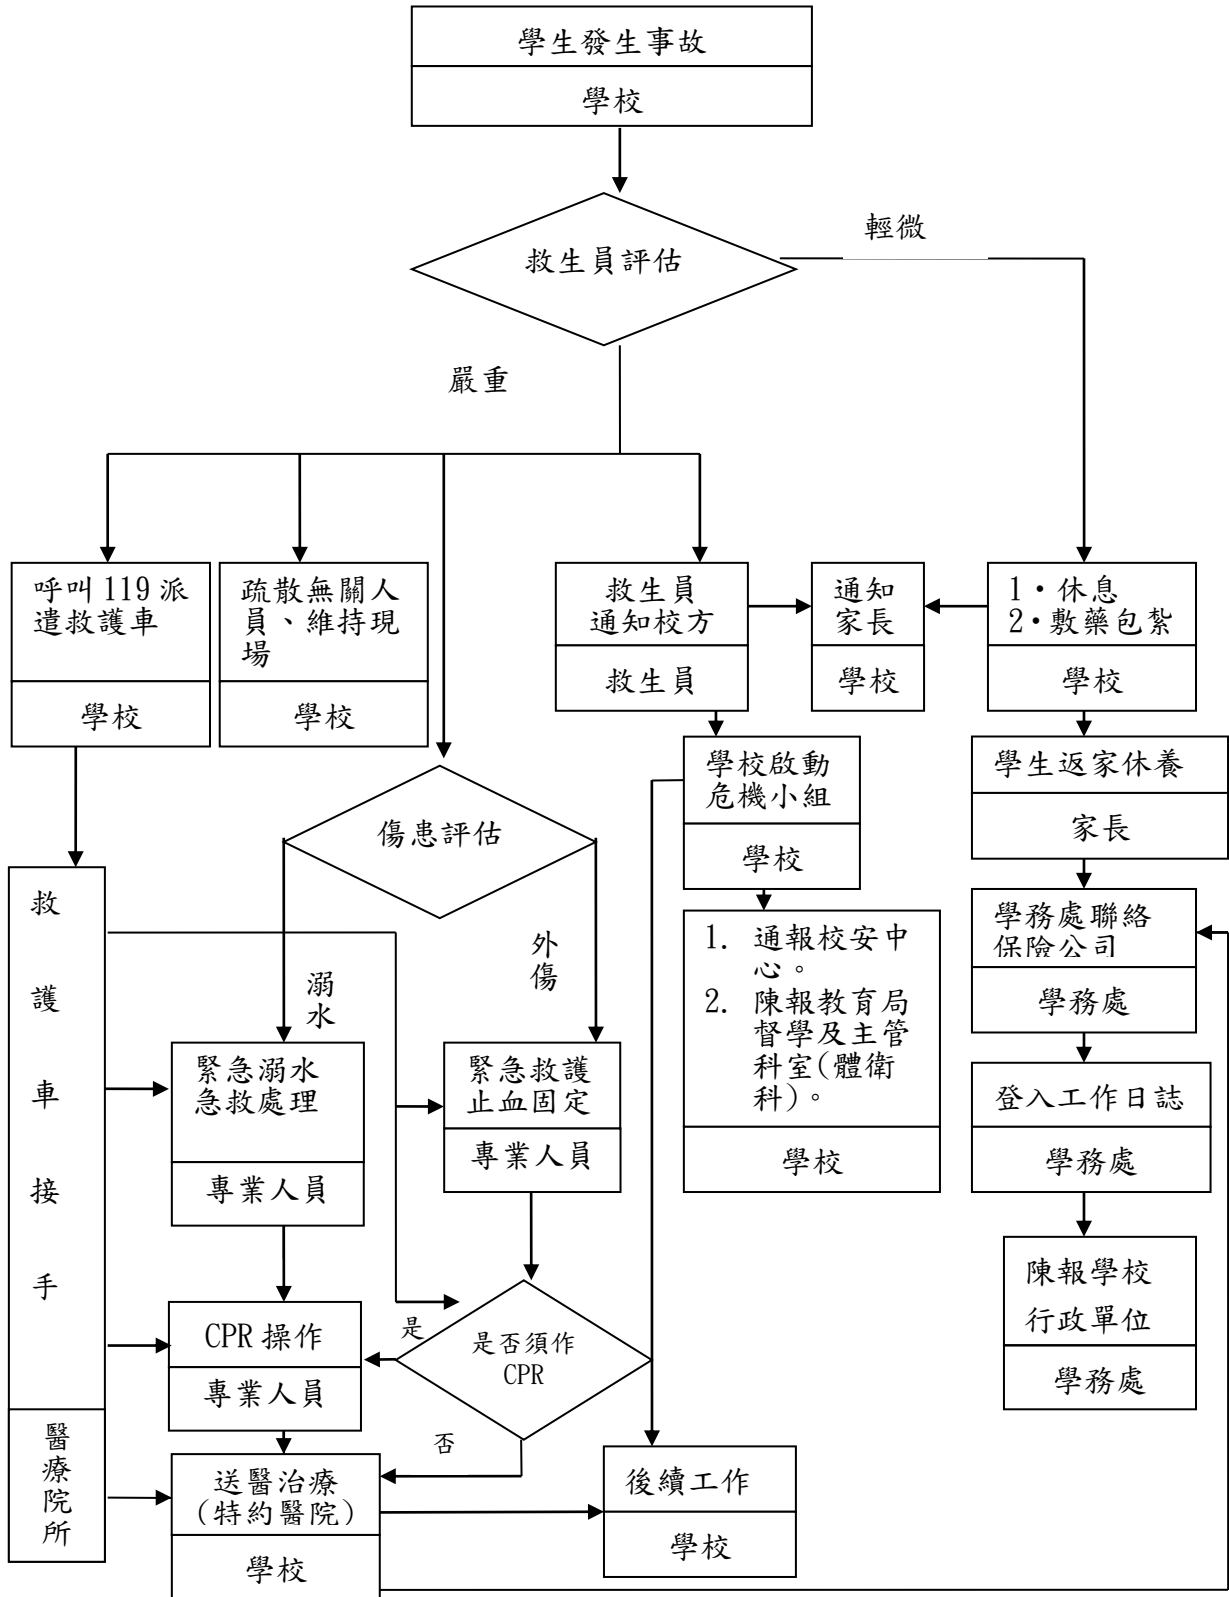 學生發生事故
學校
救生員評估
輕微
嚴重
呼叫119派
遣救護車
學校
疏散無關人
員、維持現
場
學校
救生員
通知校方
救生員
通知
家長
學校
1．休息
2．敷藥包紮
學校
學校啟動
危機小組
學校
學生返家休養
家長
傷患評估
溺水
外傷
救護車接手
1. 通報校安中
心。
2. 陳報教育局
督學及主管
科室(體衛
科)。
學校
學務處聯絡
保險公司
學務處
緊急溺水
急救處理
專業人員
緊急救護
止血固定
專業人員
登入工作日誌
學務處
CPR操作
專業人員
是
是否須作
CPR
否
陳報學校
行政單位
學務處
醫療院所
送醫治療
(特約醫院)
學校
後續工作
學校